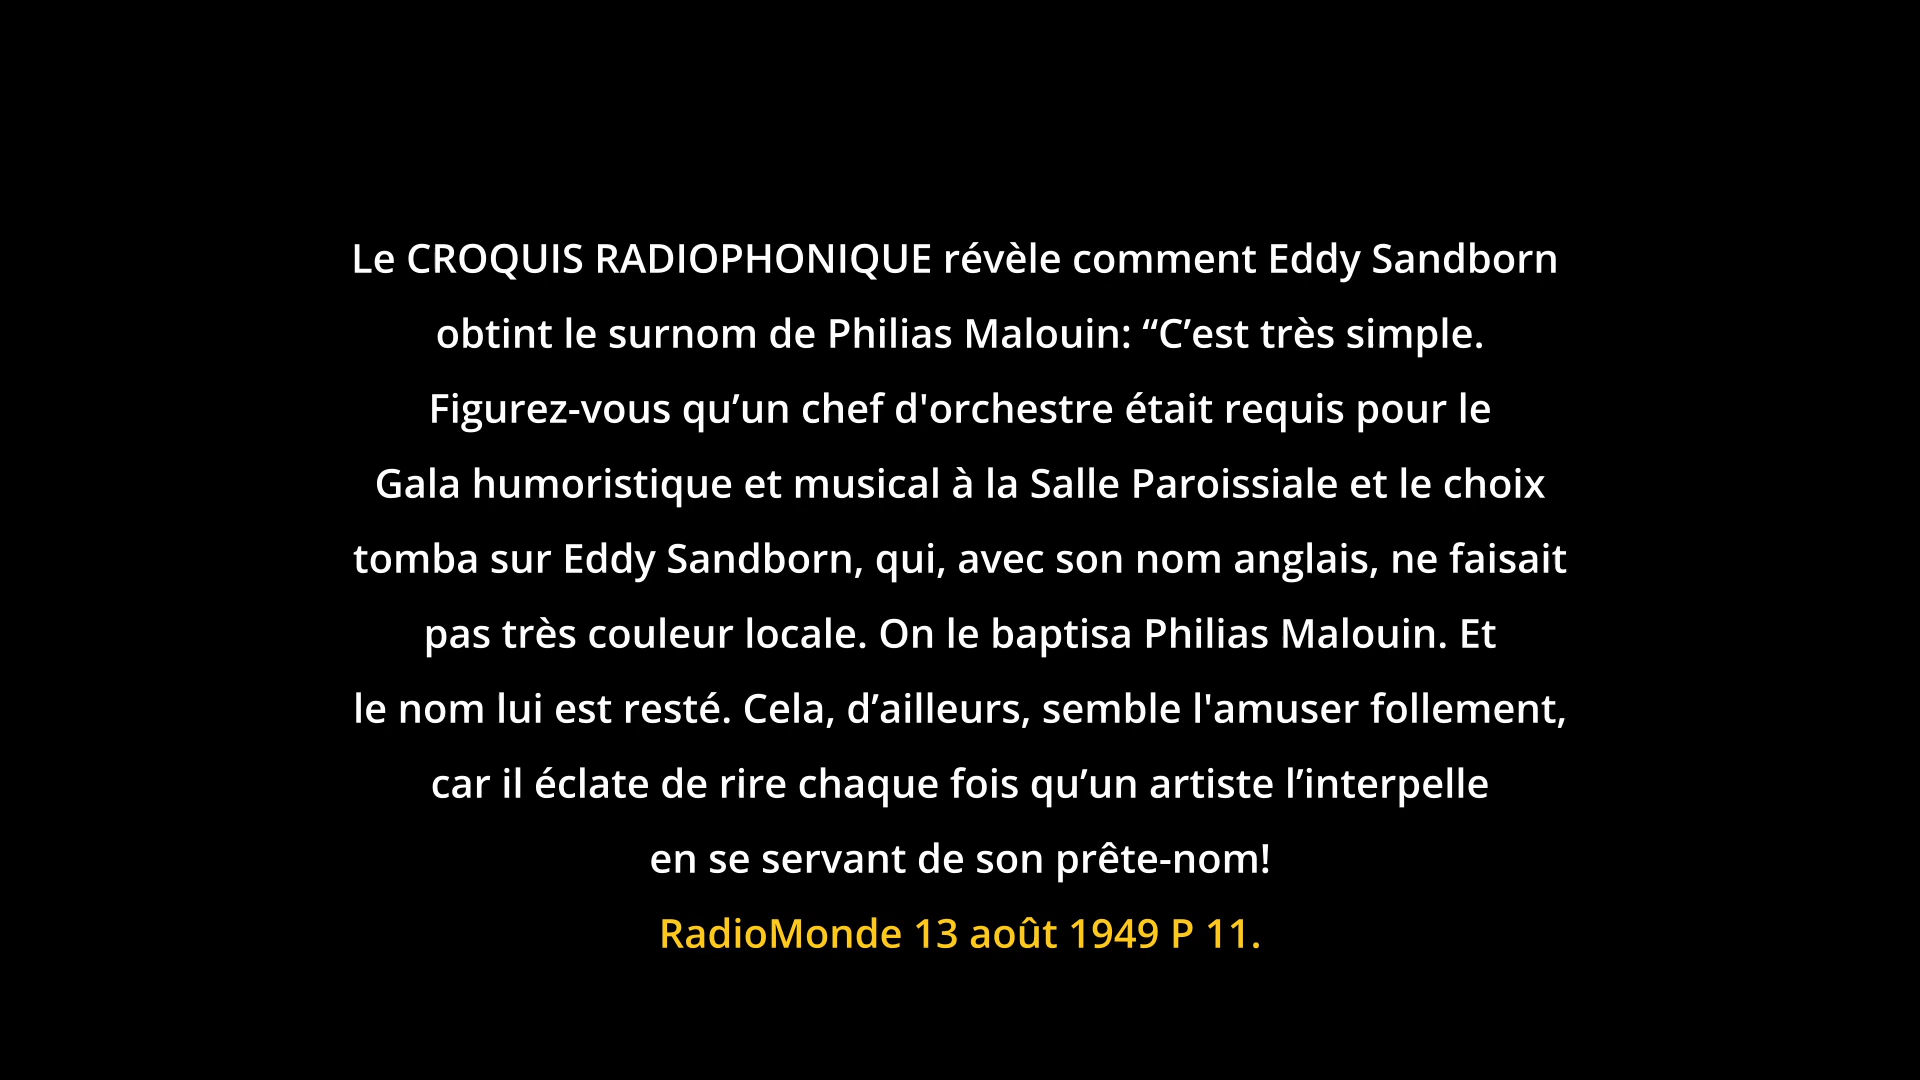 Le CROQUIS RADIOPHONIQUE révèle comment Eddy Sandborn
obtint le surnom de Philias Malouin: “C’est très simple.
Figurez-vous qu’un chef d'orchestre était requis pour le
Gala humoristique et musical à la Salle Paroissiale et le choix
tomba sur Eddy Sandborn, qui, avec son nom anglais, ne faisait
pas très couleur locale. On le baptisa Philias Malouin. Et
le nom lui est resté. Cela, d’ailleurs, semble l'amuser follement,
car il éclate de rire chaque fois qu’un artiste l’interpelle
en se servant de son prête-nom!
RadioMonde 13 août 1949 P 11.